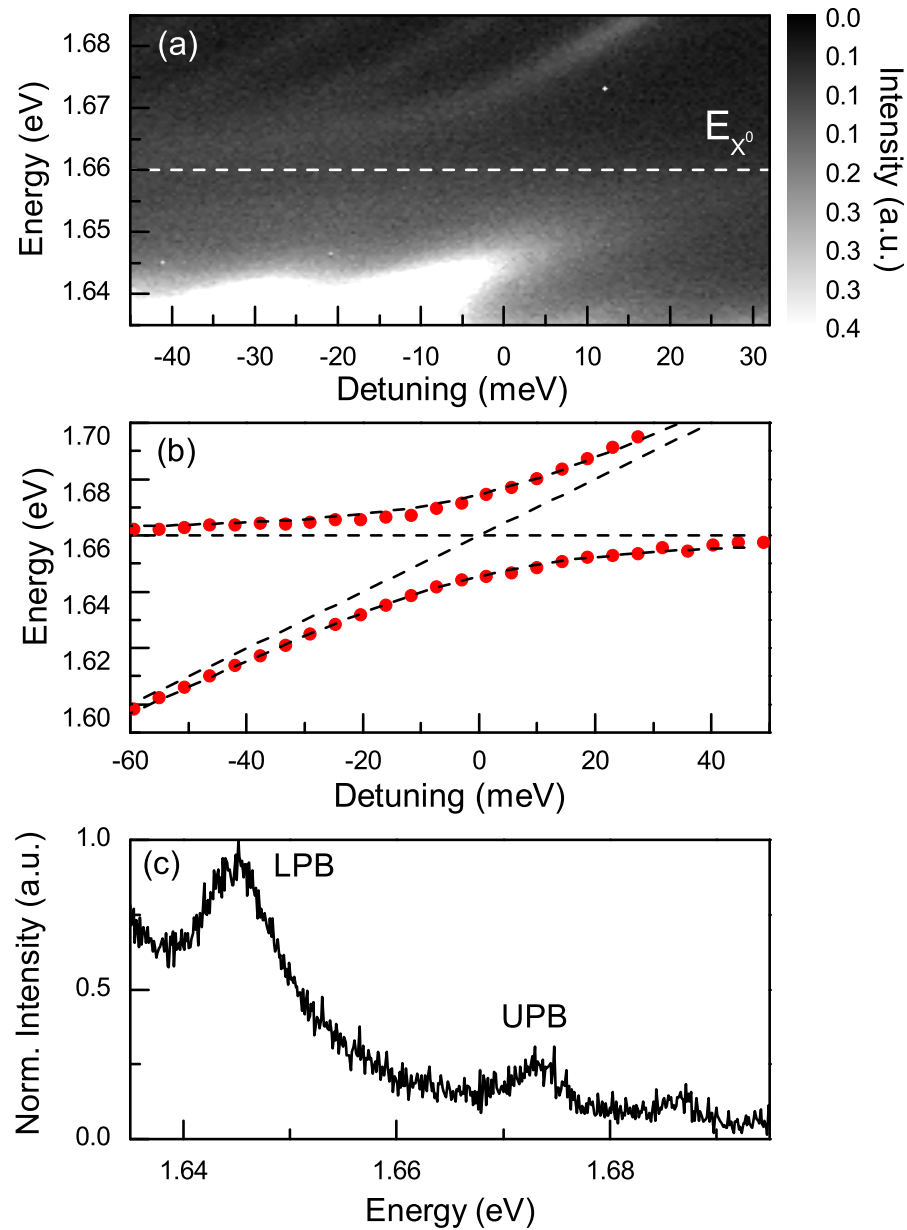 (a)
E_X⁰
Energy (eV)
1.68
1.67
1.66
1.65
1.64
-40 -30 -20 -10 0 10 20 30
Detuning (meV)
0.0
0.1
0.1
0.1
0.2
0.3
0.3
0.3
0.4
Intensity (a.u.)
(b)
Energy (eV)
1.70
1.68
1.66
1.64
1.62
1.60
-60 -40 -20 0 20 40
Detuning (meV)
(c)
LPB
UPB
Norm. Intensity (a.u.)
1.0
0.5
0.0
1.64 1.66 1.68
Energy (eV)